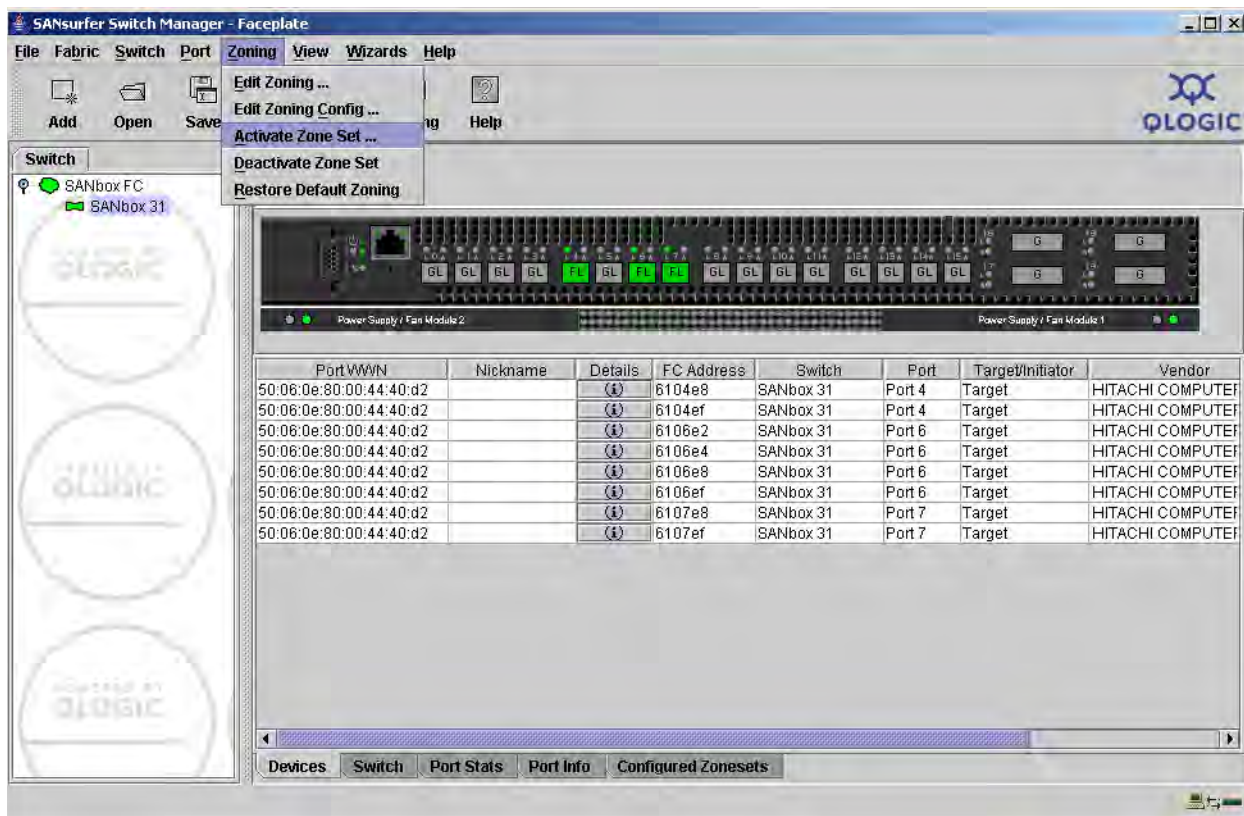 SANsurfer Switch Manager - Faceplate
File Fabric Switch Port Zoning View Wizards Help
Edit Zoning ...
Edit Zoning Config ...
Activate Zone Set ...
Deactivate Zone Set
Restore Default Zoning
Add Open Save Help
QLOGIC
Switch
SANbox FC
SANbox 31
GL GL GL GL FL GL FL FL GL GL GL GL GL GL GL GL G G
G G
Power Supply / Fan Module 2 Power Supply / Fan Module 1
Port WWN Nickname Details FC Address Switch Port Target/Initiator Vendor
50:06:0e:80:00:44:40:d2 6104e8 SANbox 31 Port 4 Target HITACHI COMPUTER
50:06:0e:80:00:44:40:d2 6104ef SANbox 31 Port 4 Target HITACHI COMPUTER
50:06:0e:80:00:44:40:d2 6106e2 SANbox 31 Port 6 Target HITACHI COMPUTER
50:06:0e:80:00:44:40:d2 6106e4 SANbox 31 Port 6 Target HITACHI COMPUTER
50:06:0e:80:00:44:40:d2 6106e8 SANbox 31 Port 6 Target HITACHI COMPUTER
50:06:0e:80:00:44:40:d2 6106ef SANbox 31 Port 6 Target HITACHI COMPUTER
50:06:0e:80:00:44:40:d2 6107e8 SANbox 31 Port 7 Target HITACHI COMPUTER
50:06:0e:80:00:44:40:d2 6107ef SANbox 31 Port 7 Target HITACHI COMPUTER
Devices Switch Port Stats Port Info Configured Zonesets